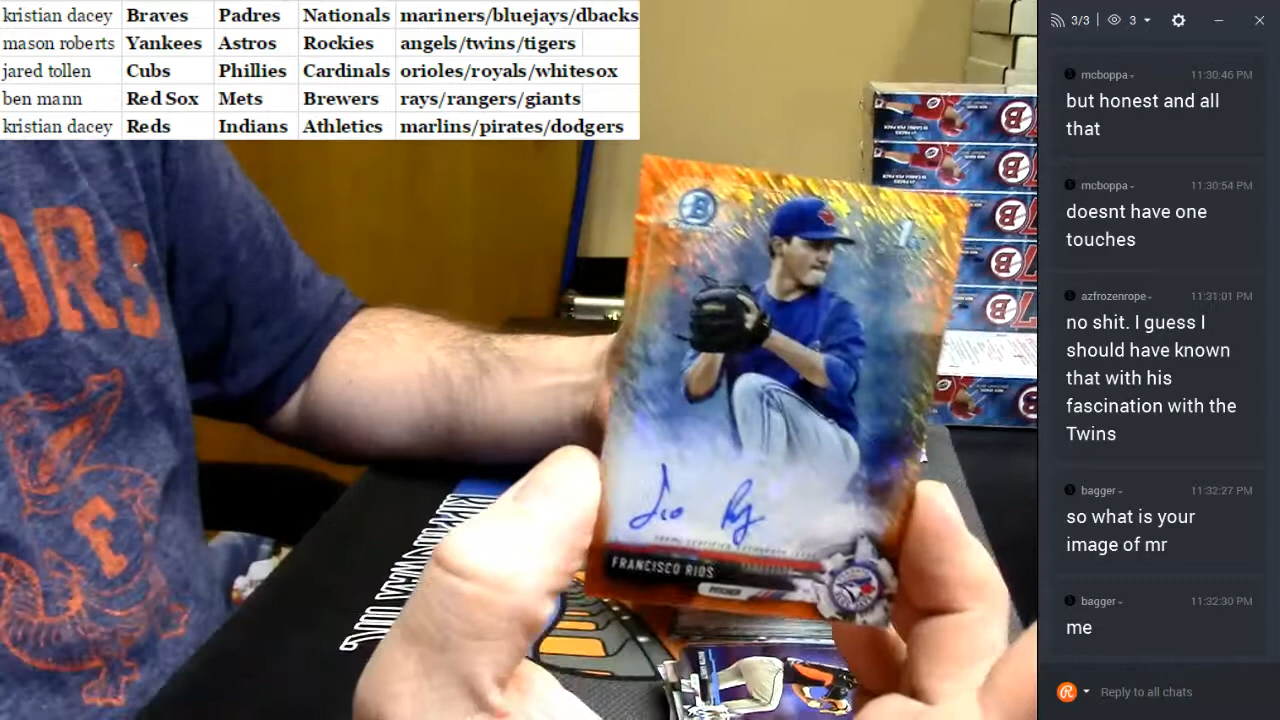 kristian dacey Braves Padres Nationals mariners/bluejays/dbacks
mason roberts Yankees Astros Rockies angels/twins/tigers
jared tollen Cubs Phillies Cardinals orioles/royals/whitesox
ben mann Red Sox Mets Brewers rays/rangers/giants
kristian dacey Reds Indians Athletics marlins/pirates/dodgers
3/3 3
mcboppa 11:30:46 PM
but honest and all
that
mcboppa 11:30:54 PM
doesnt have one
touches
azfrozenrope 11:31:01 PM
no shit. I guess I
should have known
that with his
fascination with the
Twins
bagger 11:32:27 PM
so what is your
image of mr
bagger 11:32:30 PM
me
Reply to all chats
ORS
B
1st
FRANCISCO RIOS
PITCHER
B
B
B
B
B